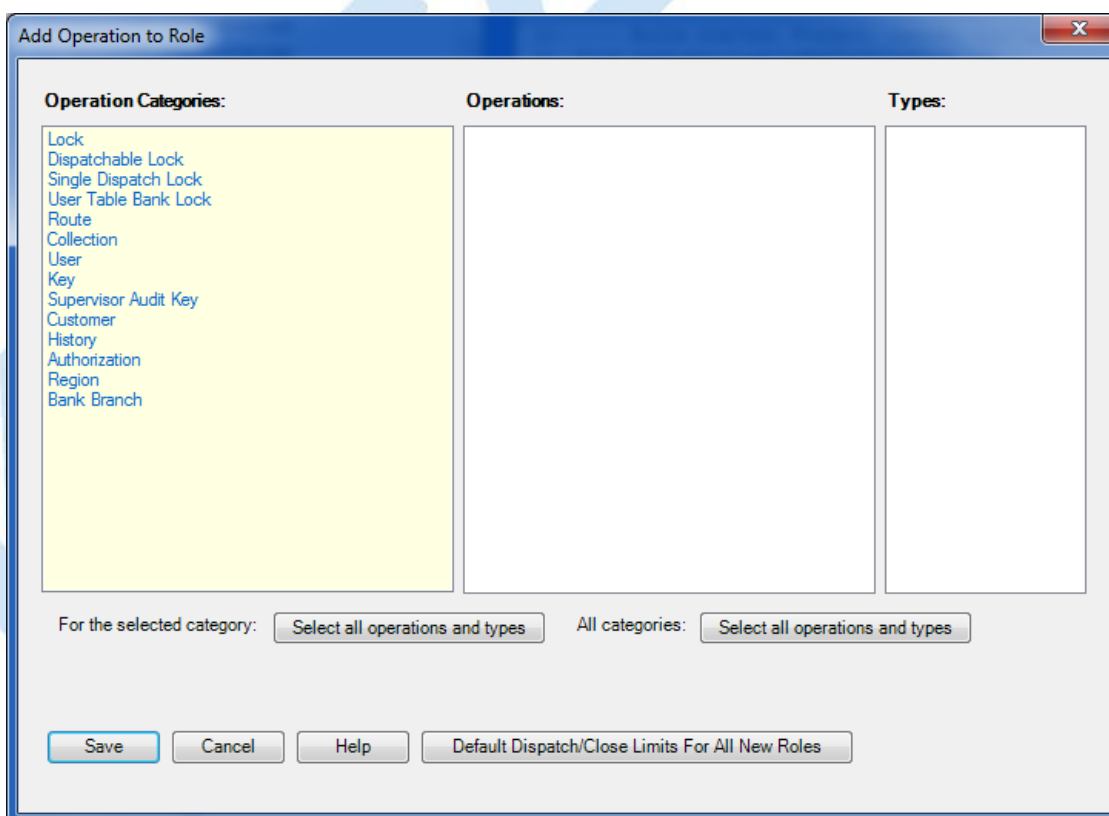 Add Operation to Role
x
Operation Categories:
Operations:
Types:
Lock
Dispatchable Lock
Single Dispatch Lock
User Table Bank Lock
Route
Collection
User
Key
Supervisor Audit Key
Customer
History
Authorization
Region
Bank Branch
For the selected category: Select all operations and types All categories: Select all operations and types
Save Cancel Help Default Dispatch/Close Limits For All New Roles